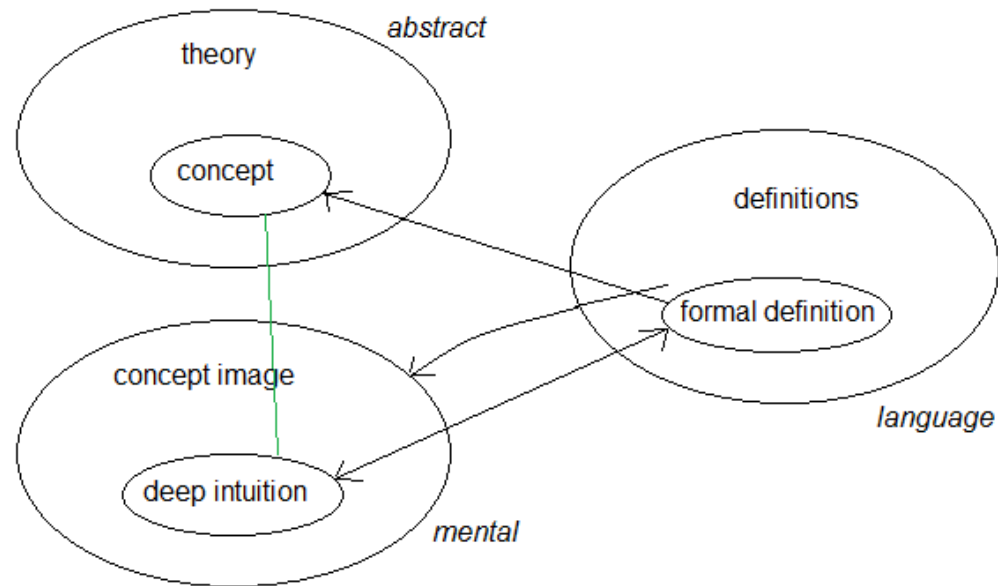 abstract
theory
concept
definitions
formal definition
language
concept image
deep intuition
mental